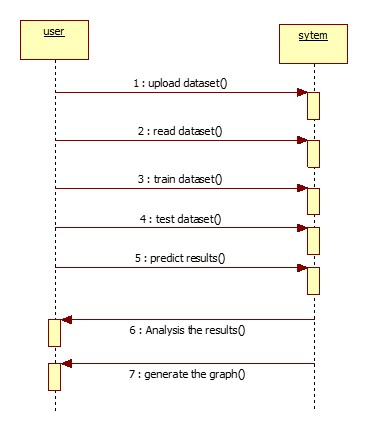 user
sytem
1 : upload dataset()
2 : read dataset()
3 : train dataset()
4 : test dataset()
5 : predict results()
6 : Analysis the results()
7 : generate the graph()